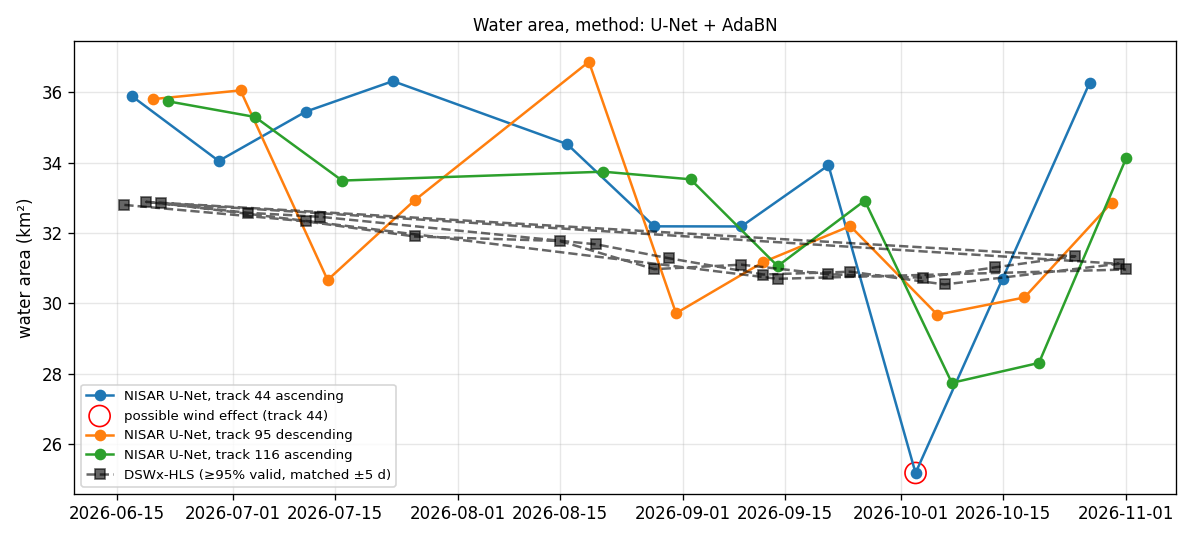 Water area, method: U-Net + AdaBN
water area (km²)
36
34
32
30
28
26
NISAR U-Net, track 44 ascending
possible wind effect (track 44)
NISAR U-Net, track 95 descending
NISAR U-Net, track 116 ascending
DSWx-HLS (≥95% valid, matched ±5 d)
2026-06-15 2026-07-01 2026-07-15 2026-08-01 2026-08-15 2026-09-01 2026-09-15 2026-10-01 2026-10-15 2026-11-01